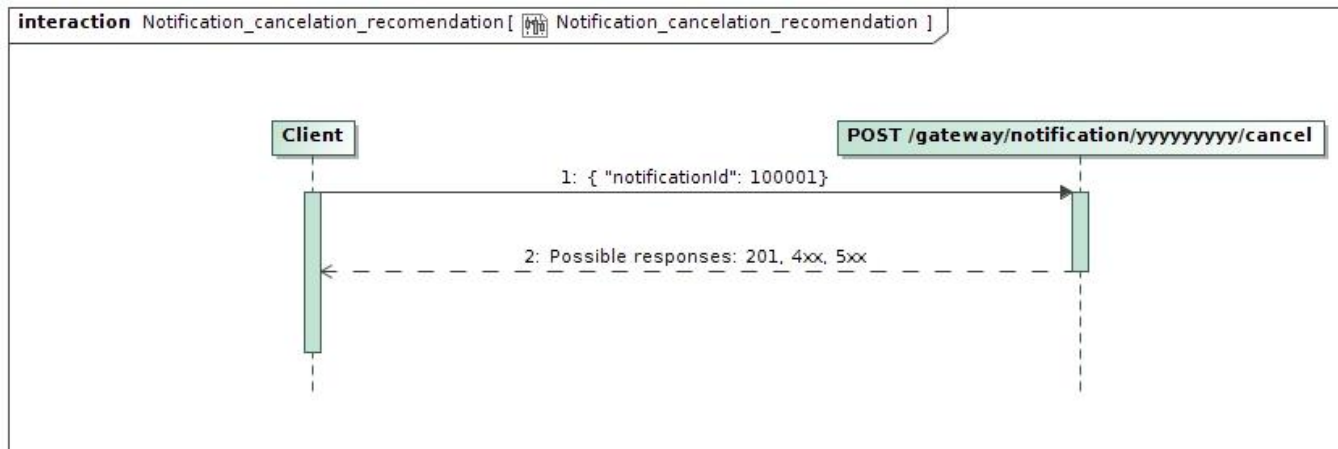 interaction Notification_cancelation_recomendation[ Notification_cancelation_recomendation ]
Client
POST /gateway/notification/yyyyyyyyy/cancel
1: { "notificationId": 100001}
2: Possible responses: 201, 4xx, 5xx